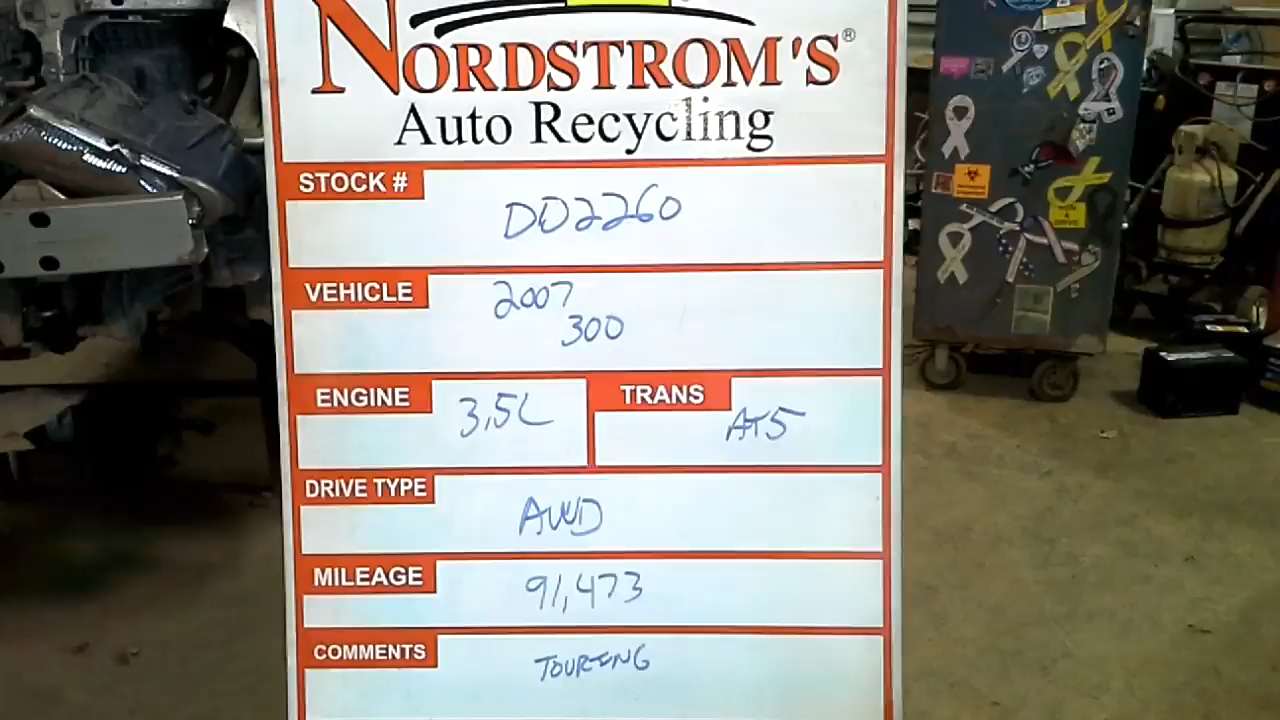 NORDSTROM'S®
Auto Recycling
STOCK #
DD2260
VEHICLE
2007
300
ENGINE
3.5L
TRANS
AT5
DRIVE TYPE
AWD
MILEAGE
91,473
COMMENTS
TOURING